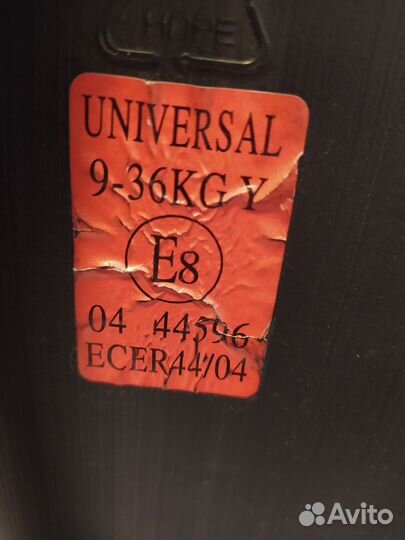 HDPE
UNIVERSAL
9-36KG Y
E8
04 44596
ECER44/04
Avito